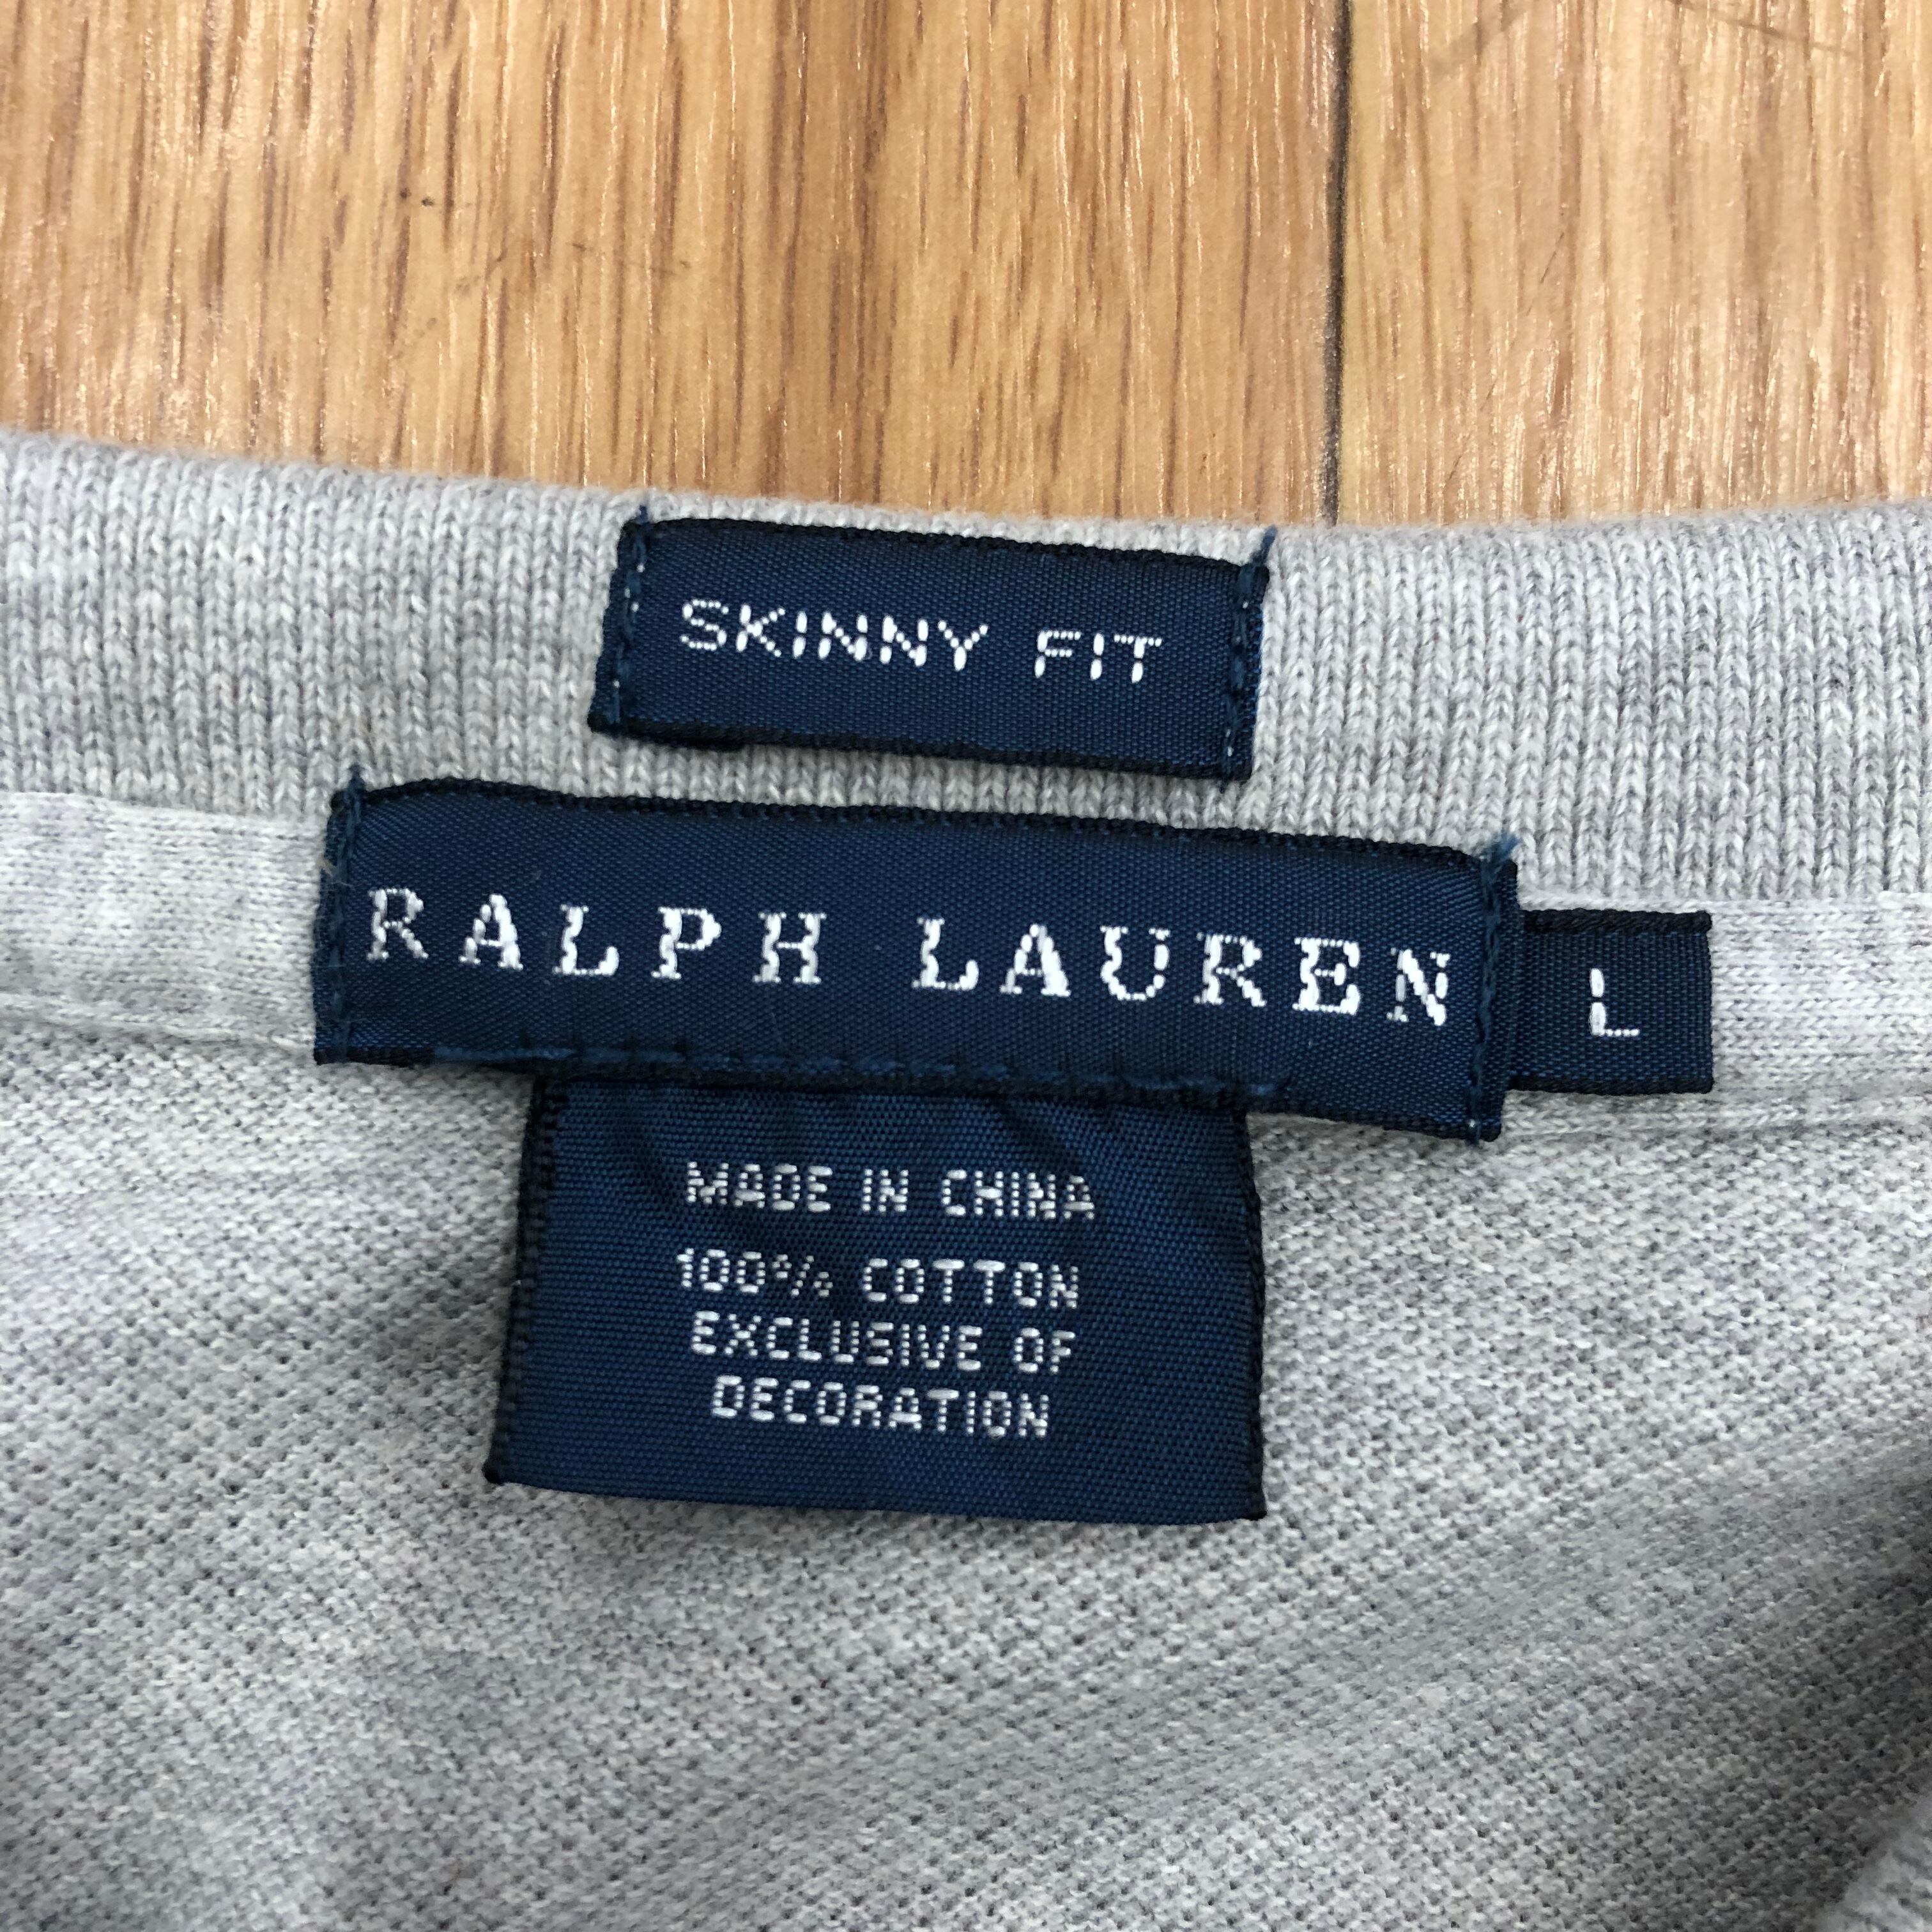 SKINNY FIT
RALPH LAUREN
L
MADE IN CHINA
100% COTTON
EXCLUSIVE OF
DECORATION